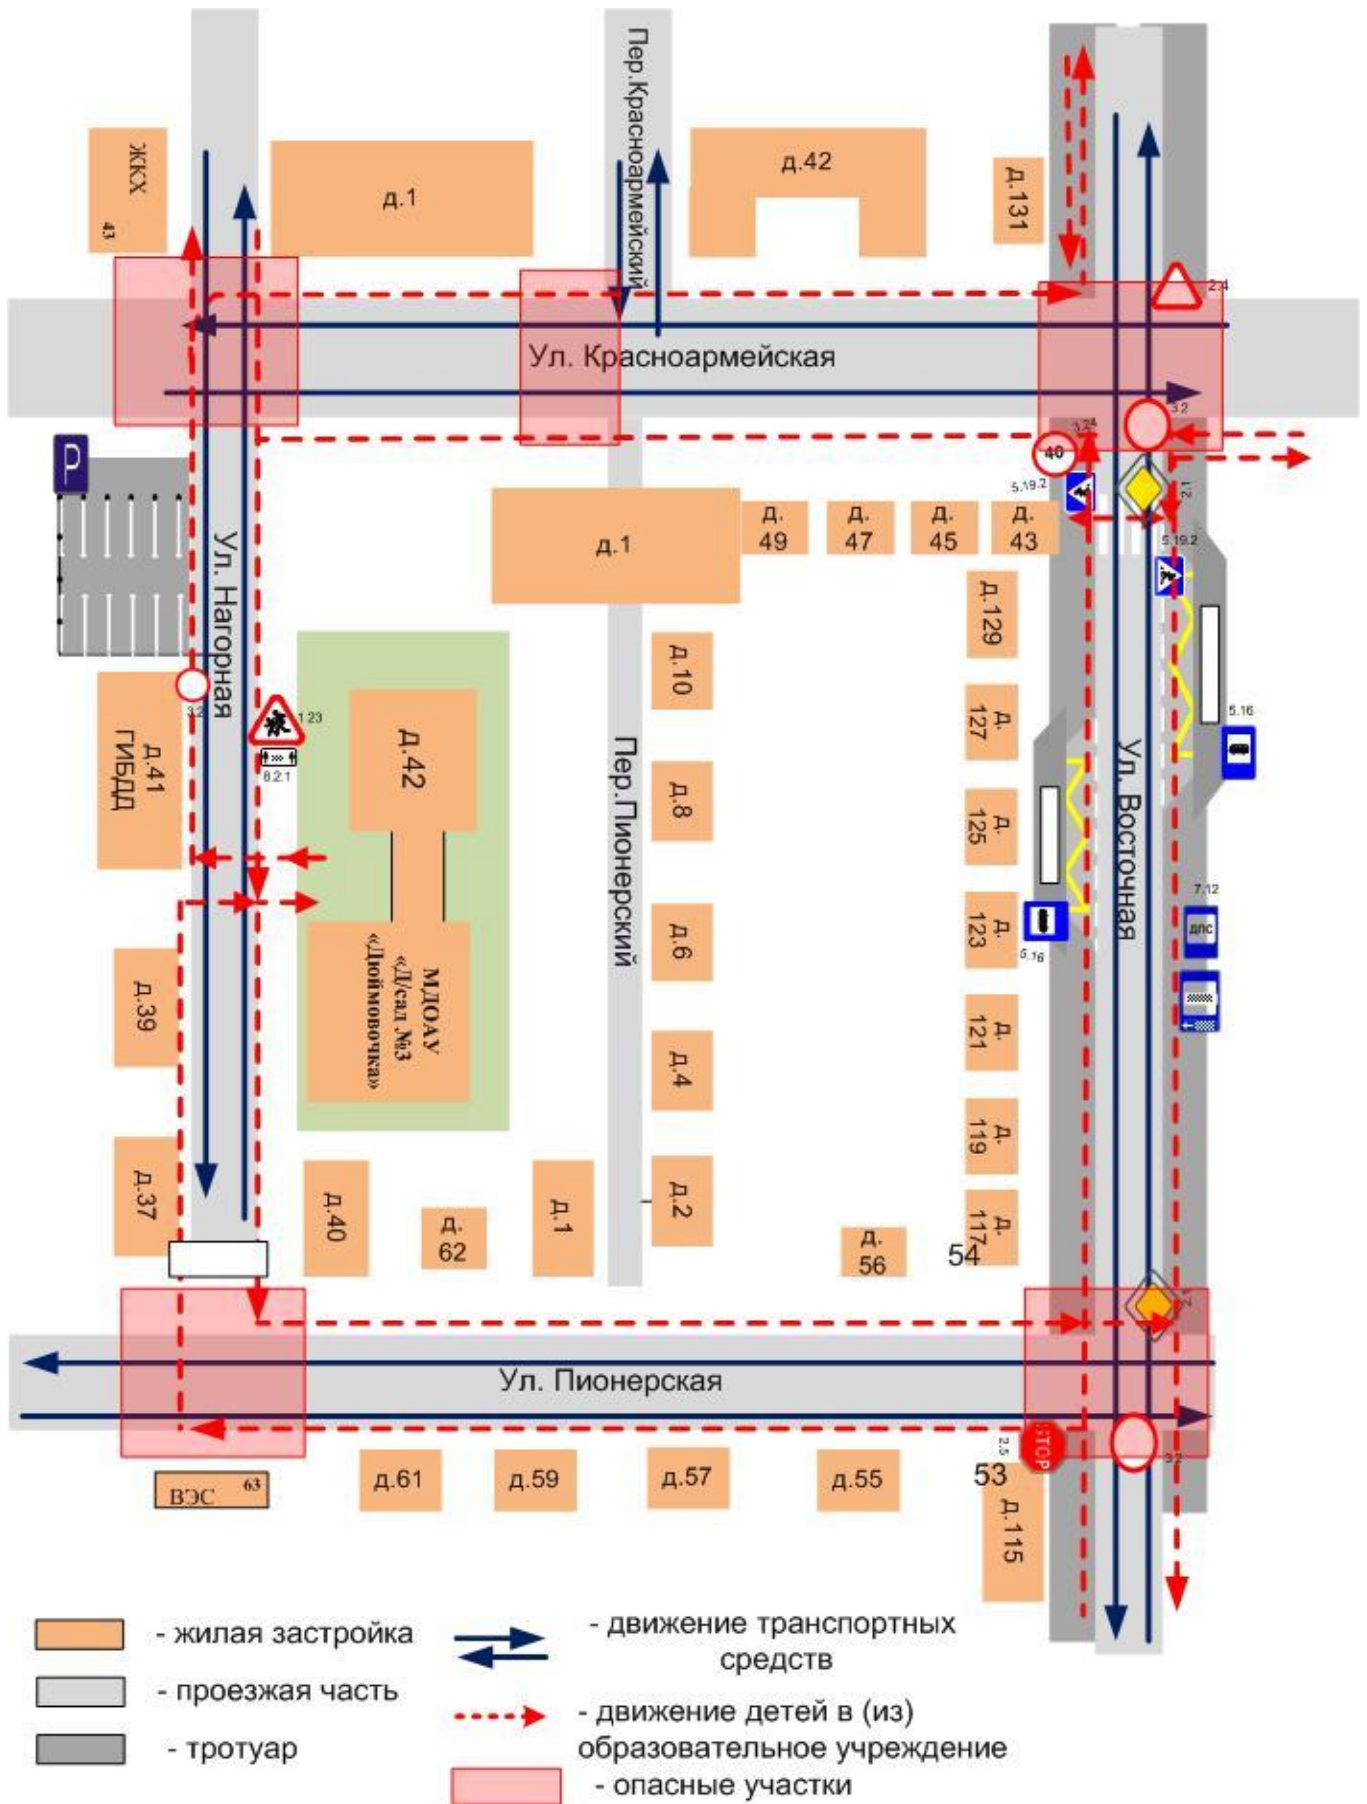 Пер.Красноармейский
ЖКХ
43
д.1
д.42
д.131
2.4
Ул. Красноармейская
3.2
3.24
40
5.19.2
2.1
Р
Ул. Нагорная
д.1
д.
49
д.
47
д.
45
д.
43
5.19.2
д.129
д.10
д.
127
5.16
3.2
1 23
8.2.1
д.41
ГИБДД
д.42
Пер.Пионерский
д.8
д.
125
Ул. Восточная
7.12
ДПС
д.6
д.
123
5.16
МДОАУ
«Д/сад №3
«Дюймовочка»
д.39
д.4
д.
121
д.
119
д.37
д.40
д.
62
д.1
д.2
д.
56
54
д.
117
2.1
Ул. Пионерская
STOP
2.5
3.2
53
ВЭС
63
д.61
д.59
д.57
д.55
д.115
- жилая застройка
- проезжая часть
- тротуар
- движение транспортных
средств
- движение детей в (из)
образовательное учреждение
- опасные участки